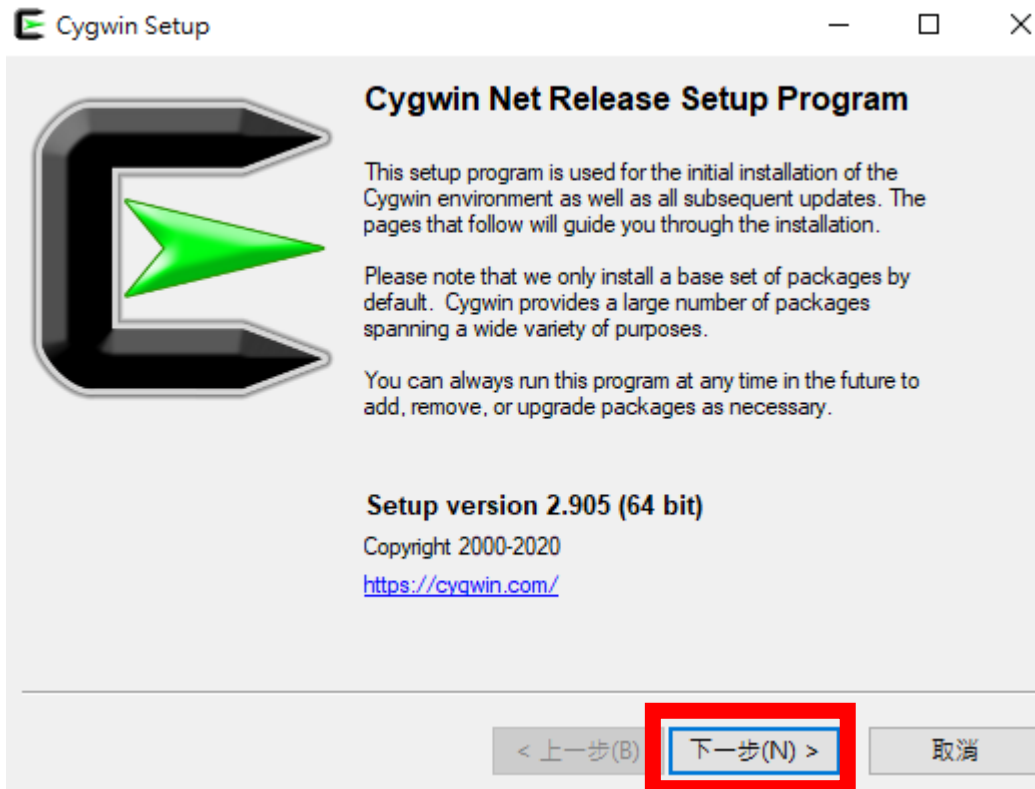 Cygwin Setup
Cygwin Net Release Setup Program
This setup program is used for the initial installation of the
Cygwin environment as well as all subsequent updates. The
pages that follow will guide you through the installation.
Please note that we only install a base set of packages by
default. Cygwin provides a large number of packages
spanning a wide variety of purposes.
You can always run this program at any time in the future to
add, remove, or upgrade packages as necessary.
Setup version 2.905 (64 bit)
Copyright 2000-2020
https://cygwin.com/
< 上一步(B) 下一步(N) > 取消